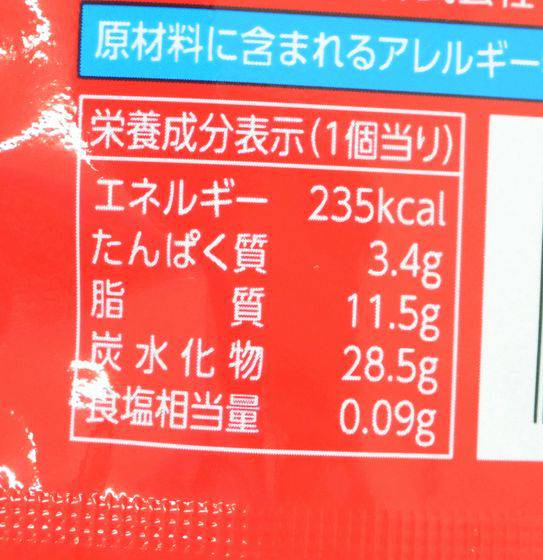 原材料に含まれるアレルギー
栄養成分表示(1個当り)
エネルギー 235kcal
たんぱく質 3.4g
脂質 11.5g
炭水化物 28.5g
食塩相当量 0.09g